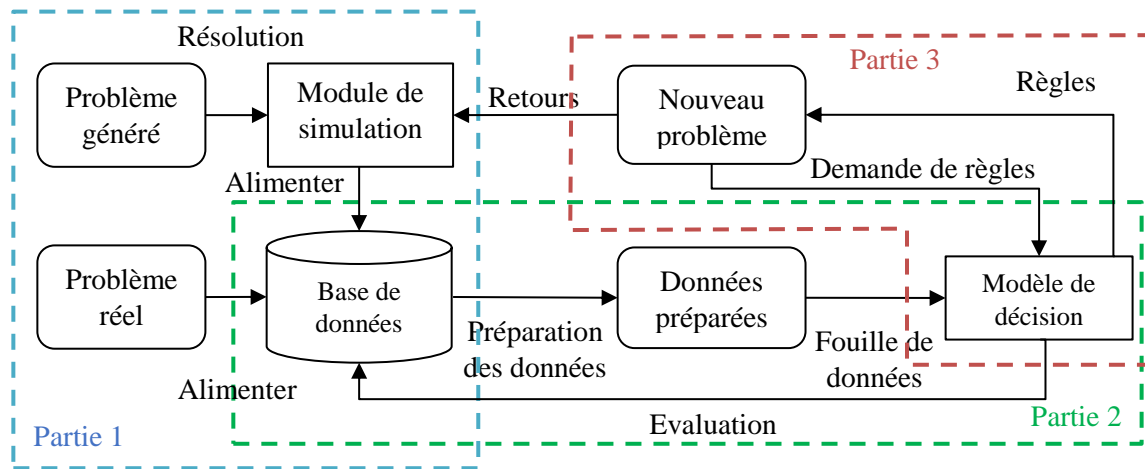 Résolution
Partie 3
Règles
Problème
généré
Module de
simulation
Retours
Nouveau
problème
Alimenter
Demande de règles
Problème
réel
Base de
données
Préparation
des données
Données
préparées
Fouille de
données
Modèle de
décision
Alimenter
Evaluation
Partie 1
Partie 2